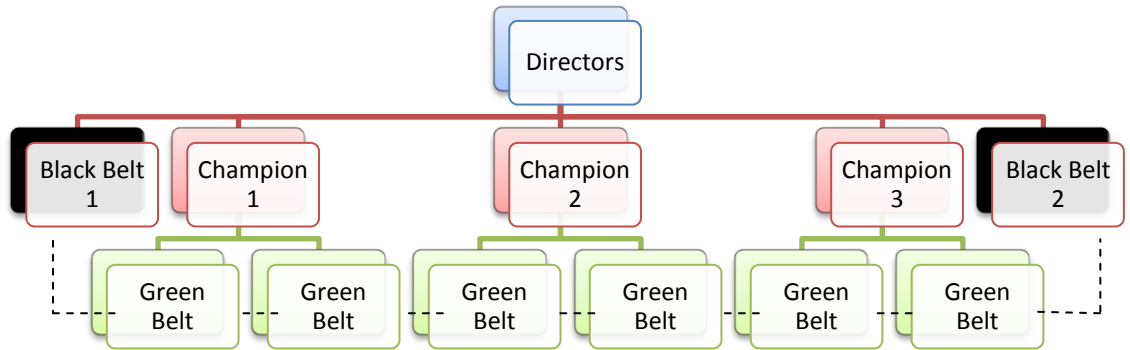 Directors
Black Belt
1
Champion
1
Champion
2
Champion
3
Black Belt
2
Green
Belt
Green
Belt
Green
Belt
Green
Belt
Green
Belt
Green
Belt